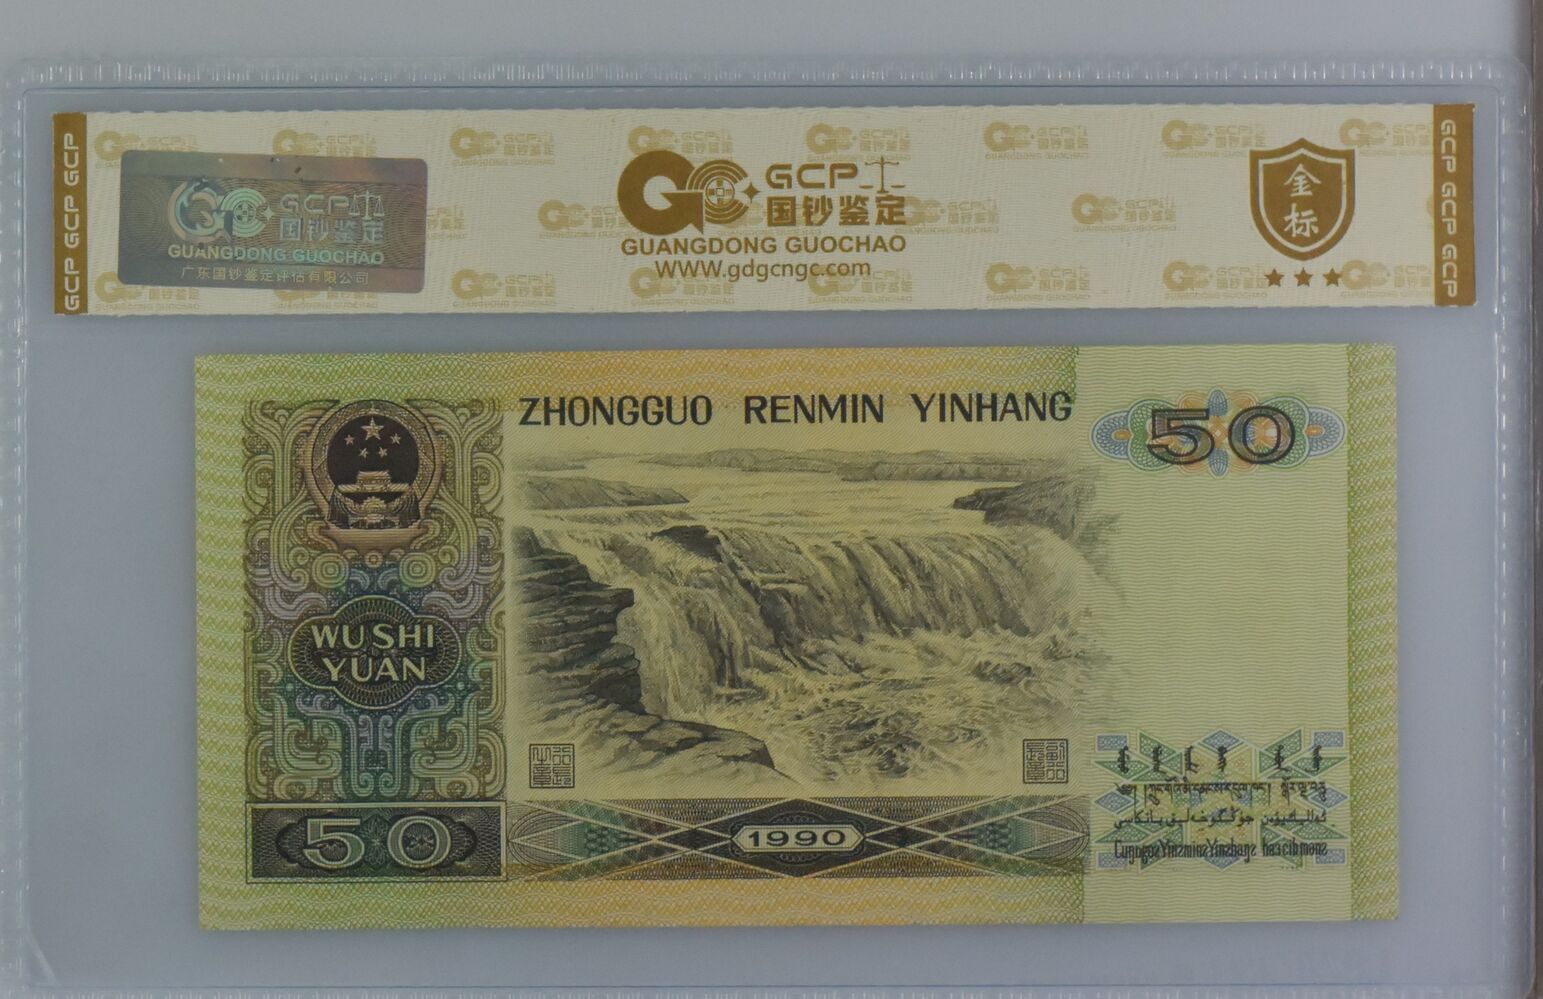 GCP GCP GCP
GCP 国钞鉴定
GUANGDONG GUOCHAO
广东国钞鉴定评估有限公司
GCP
国钞鉴定
GUANGDONG GUOCHAO
WWW.gdgcngc.com
金标
GCP GCP GCP
ZHONGGUO RENMIN YINHANG
50
WU SHI
YUAN
50
1990